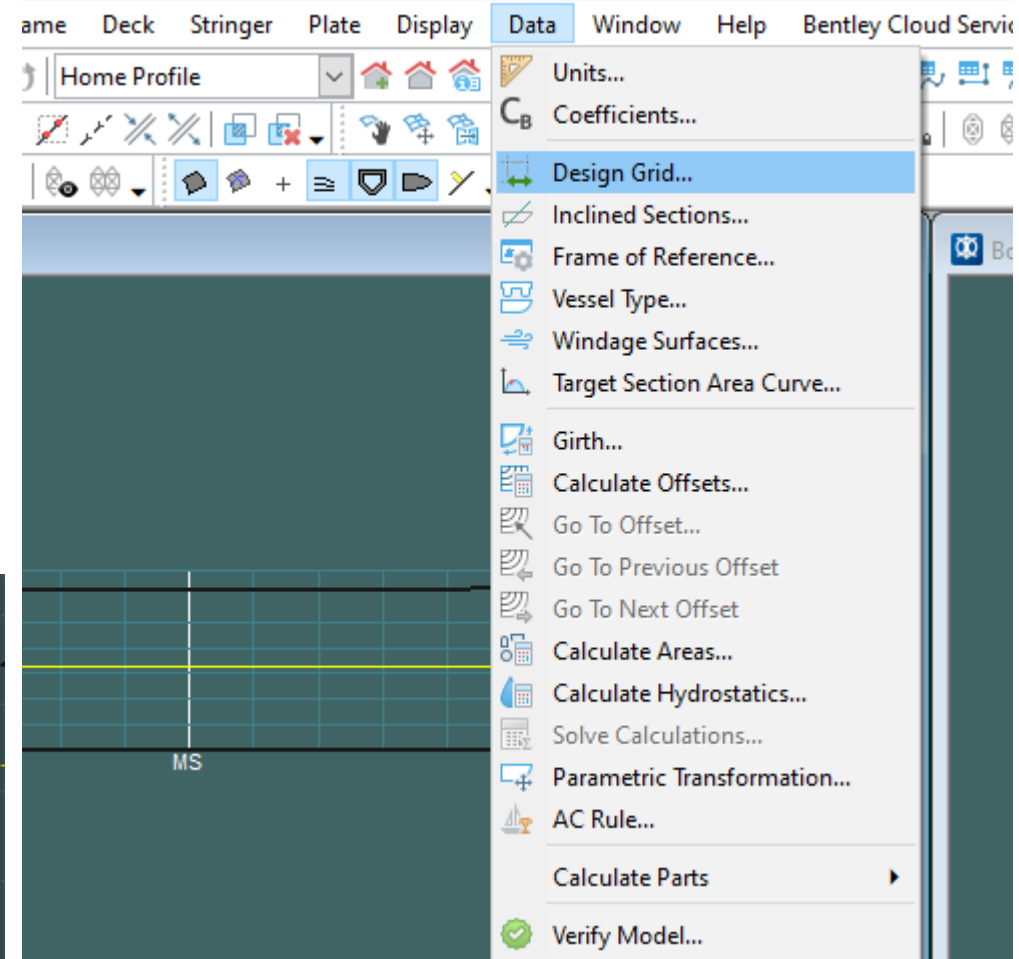 ame Deck Stringer Plate Display Data Window Help Bentley Cloud Servic
Home Profile
Units...
CB Coefficients...
Design Grid...
Inclined Sections...
Frame of Reference...
Vessel Type...
Windage Surfaces...
Target Section Area Curve...
Girth...
Calculate Offsets...
Go To Offset...
Go To Previous Offset
Go To Next Offset
Calculate Areas...
Calculate Hydrostatics...
Solve Calculations...
Parametric Transformation...
AC Rule...
Calculate Parts
Verify Model...
Bo
MS